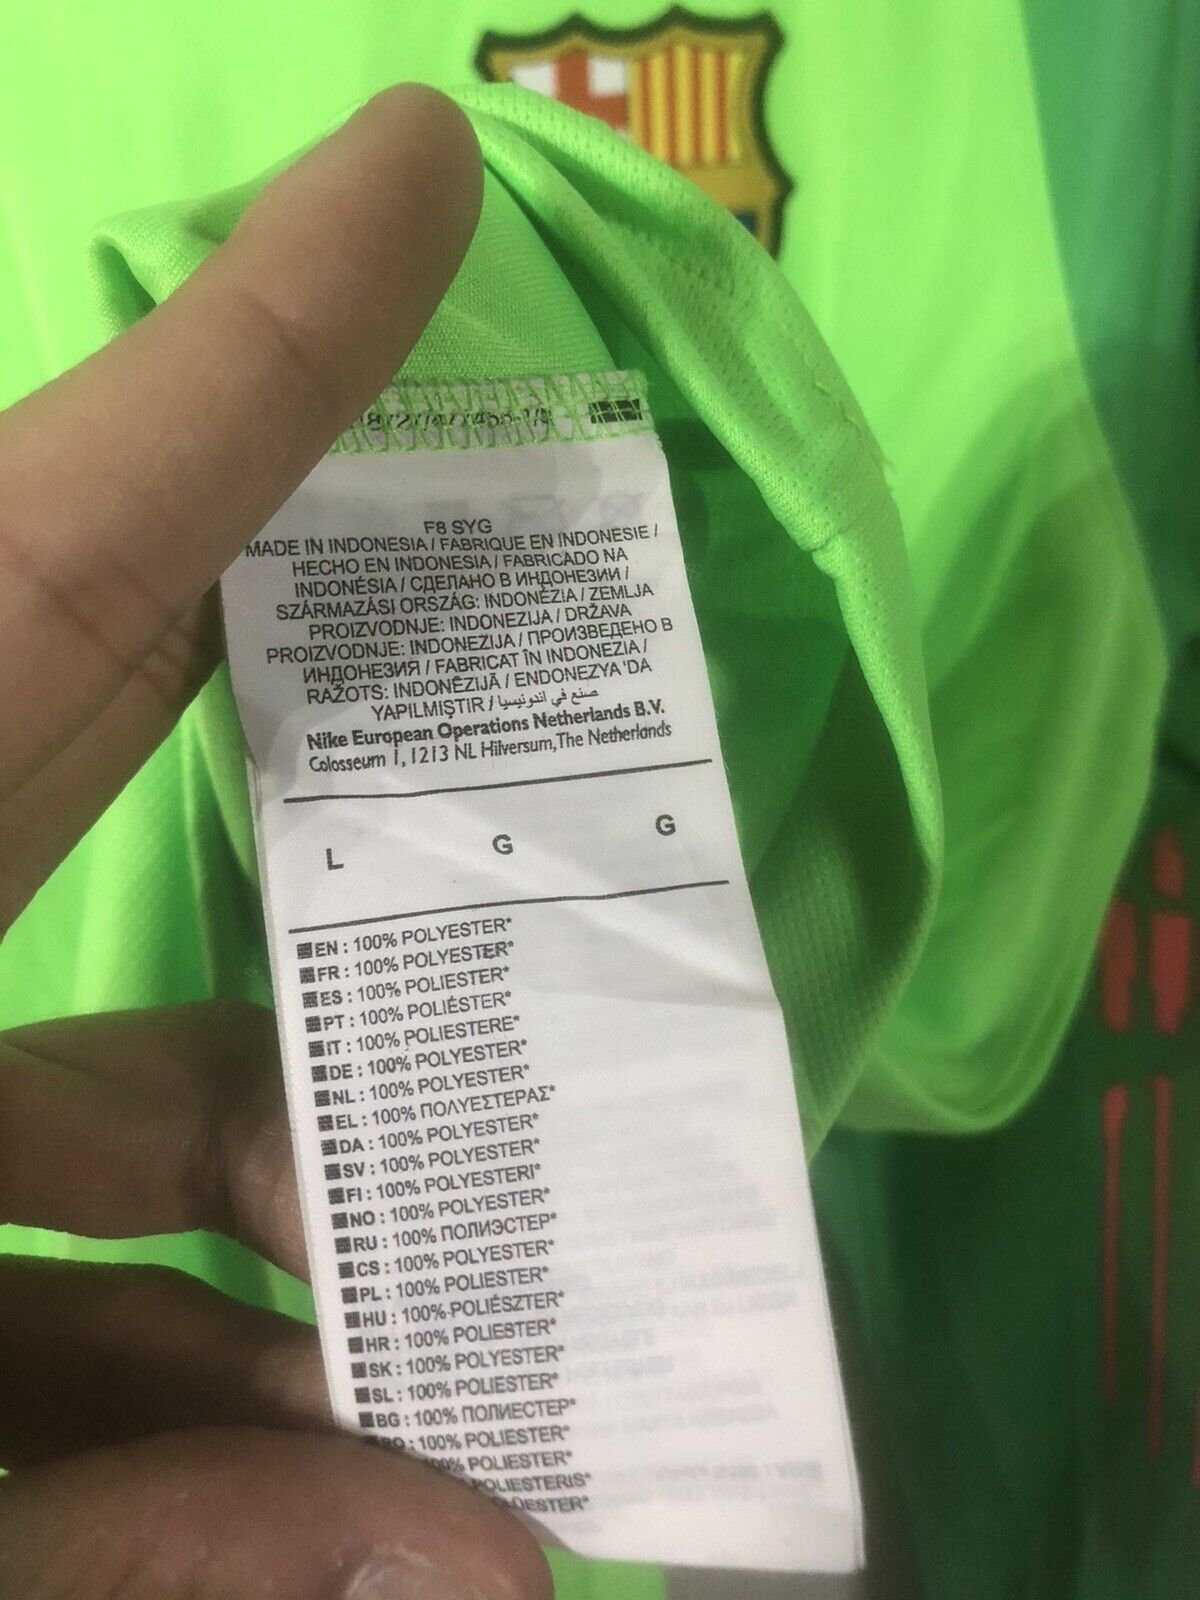 F8 SYG
MADE IN INDONESIA / FABRIQUE EN INDONESIE /
HECHO EN INDONESIA / FABRICADO NA
INDONÉSIA / СДЕЛАНО В ИНДОНЕЗИИ /
SZÁRMAZÁSI ORSZÁG: INDONÉZIA / ZEMLJA
PROIZVODNJE: INDONEZIJA / DRŽAVA
PROIZVODNJE: INDONEZIJA / ПРОИЗВЕДЕНО В
ИНДОНЕЗИЯ / FABRICAT ÎN INDONEZIA /
RAŽOTS: INDONĒZIJĀ / ENDONEZYA 'DA
YAPILMIŞTIR / صنع في اندونيسيا
Nike European Operations Netherlands B.V.
Colosseum 1, 1213 NL Hilversum, The Netherlands
L G G
EN : 100% POLYESTER*
FR : 100% POLYESTER*
ES : 100% POLIESTER*
PT : 100% POLIÉSTER*
IT : 100% POLIESTERE*
DE : 100% POLYESTER*
NL : 100% POLYESTER*
EL : 100% ΠΟΛΥΕΣΤΕΡΑΣ*
DA : 100% POLYESTER*
SV : 100% POLYESTER*
FI : 100% POLYESTERI*
NO : 100% POLYESTER*
RU : 100% ПОЛИЭСТЕР*
CS : 100% POLYESTER*
PL : 100% POLIESTER*
HU : 100% POLIÉSZTER*
HR : 100% POLIESTER*
SK : 100% POLYESTER*
SL : 100% POLIESTER*
BG : 100% ПОЛИЕСТЕР*
: 100% POLIESTER*
POLYESTER*
POLIESTERIS*